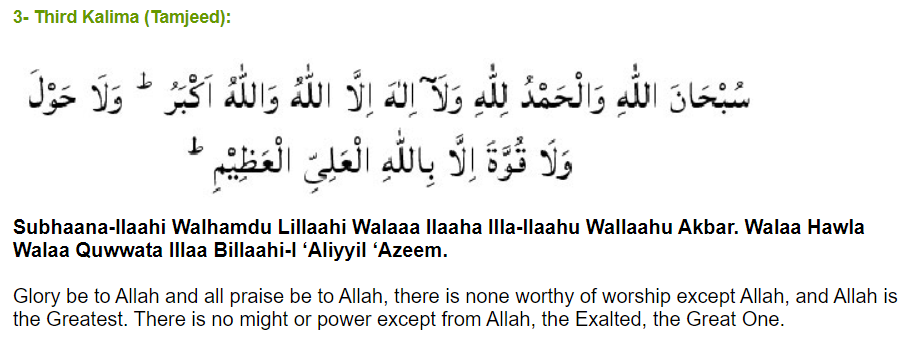 3- Third Kalima (Tamjeed):
سُبْحَانَ اللّٰهِ وَالْحَمْدُ لِلّٰهِ وَلَآ اِلٰهَ اِلَّا اللّٰهُ وَاللّٰهُ اَكْبَرُ ؕ وَلَا حَوْلَ
وَلَا قُوَّةَ اِلَّا بِاللّٰهِ الْعَلِیِّ الْعَظِیْمِ ؕ
Subhaana-llaahi Walhamdu Lillaahi Walaaa Ilaaha Illa-llaahu Wallaahu Akbar. Walaa Hawla
Walaa Quwwata Illaa Billaahi-l ‘Aliyyil ‘Azeem.
Glory be to Allah and all praise be to Allah, there is none worthy of worship except Allah, and Allah is
the Greatest. There is no might or power except from Allah, the Exalted, the Great One.